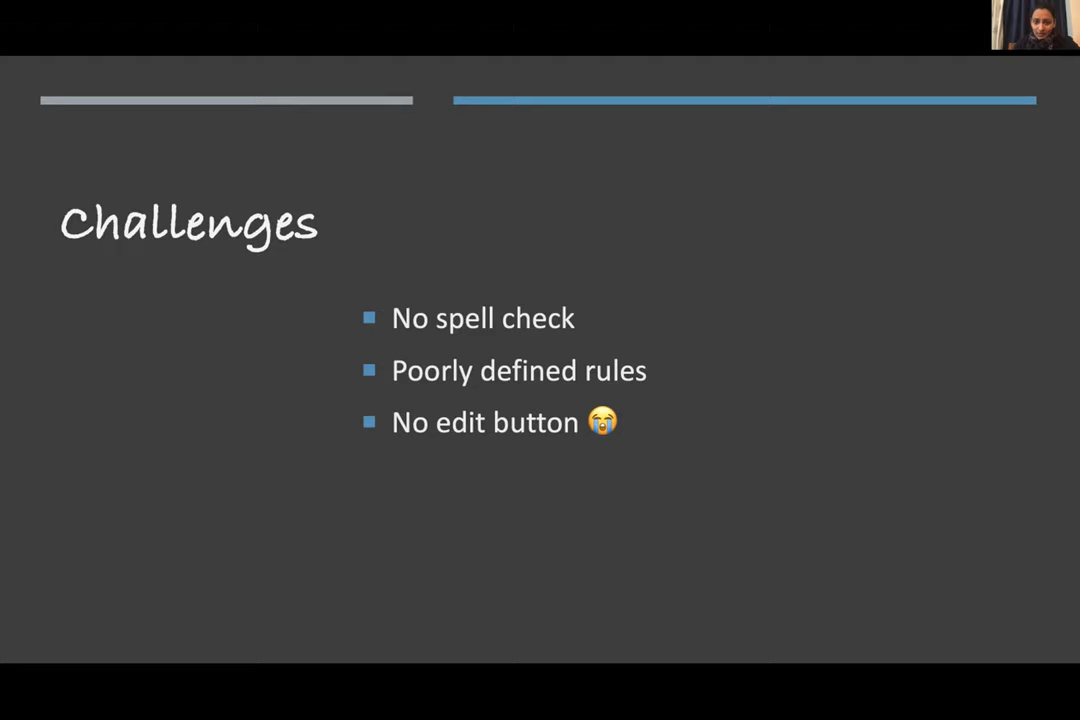 Challenges
No spell check
Poorly defined rules
No edit button 😭